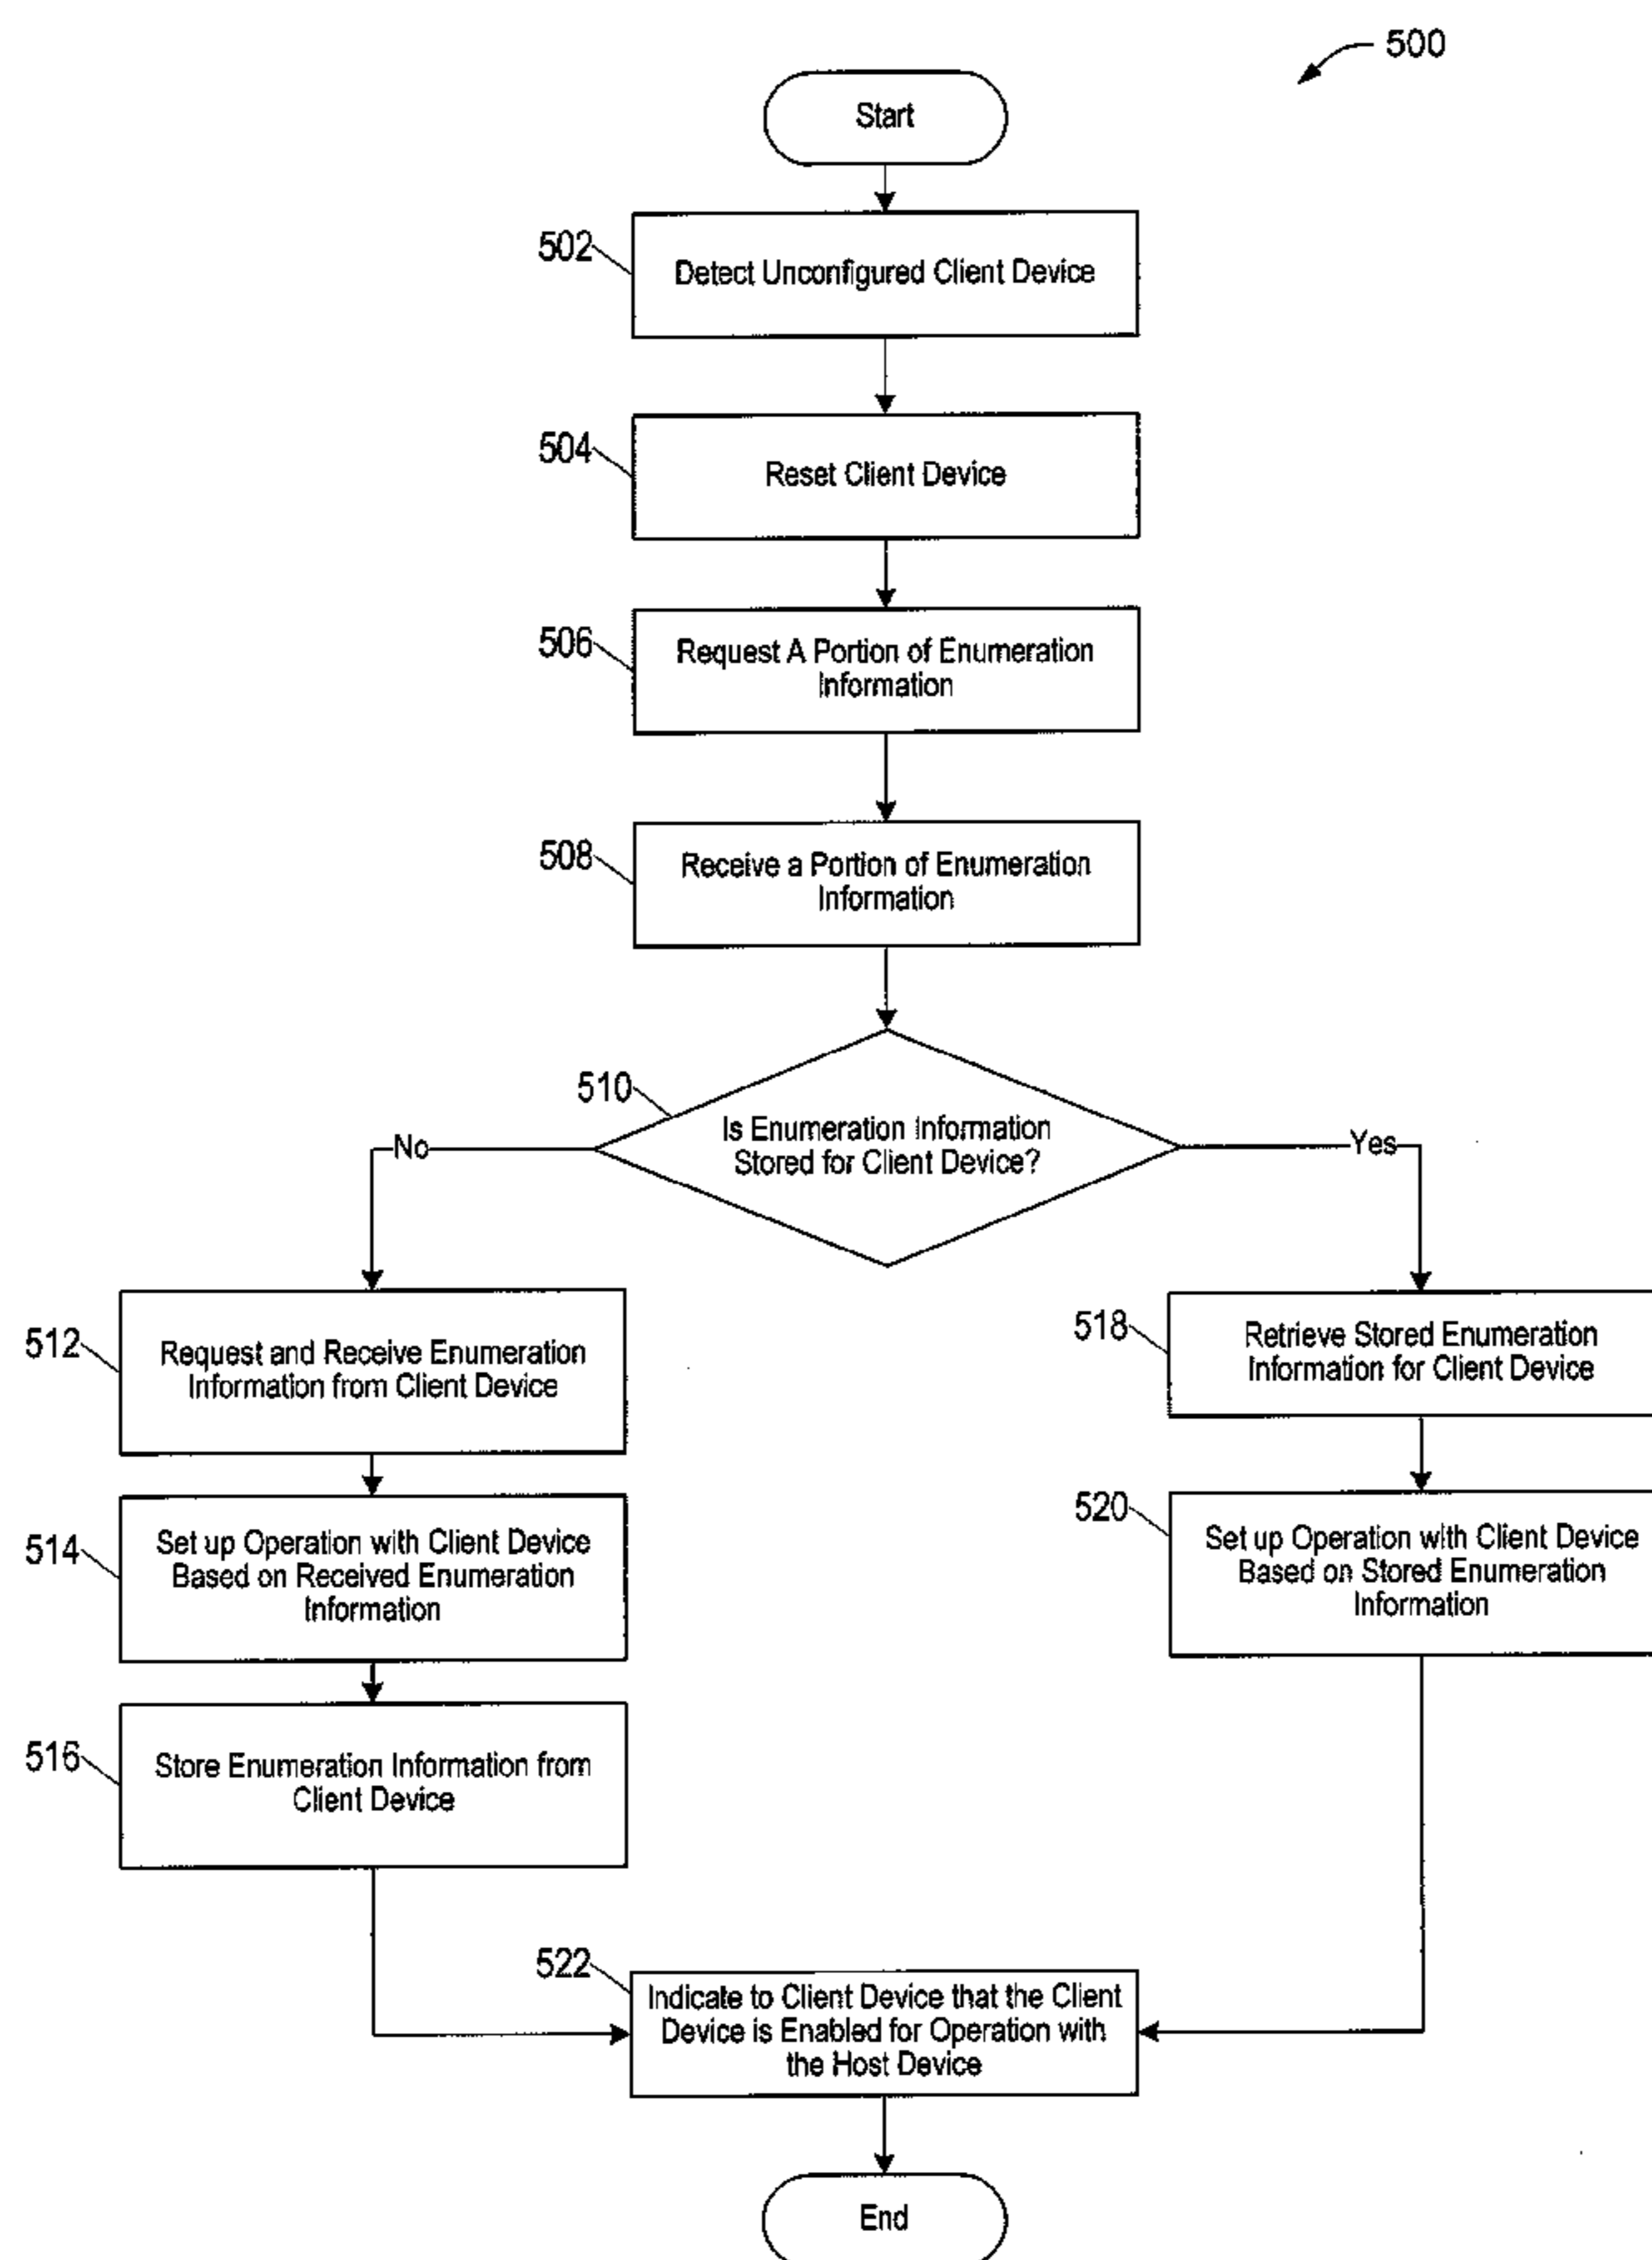 500
Start
502
Detect Unconfigured Client Device
504
Reset Client Device
506
Request A Portion of Enumeration
Information
508
Receive a Portion of Enumeration
Information
510
Is Enumeration Information
Stored for Client Device?
No
Yes
512
Request and Receive Enumeration
Information from Client Device
514
Set up Operation with Client Device
Based on Received Enumeration
Information
516
Store Enumeration Information from
Client Device
518
Retrieve Stored Enumeration
Information for Client Device
520
Set up Operation with Client Device
Based on Stored Enumeration
Information
522
Indicate to Client Device that the Client
Device is Enabled for Operation with
the Host Device
End